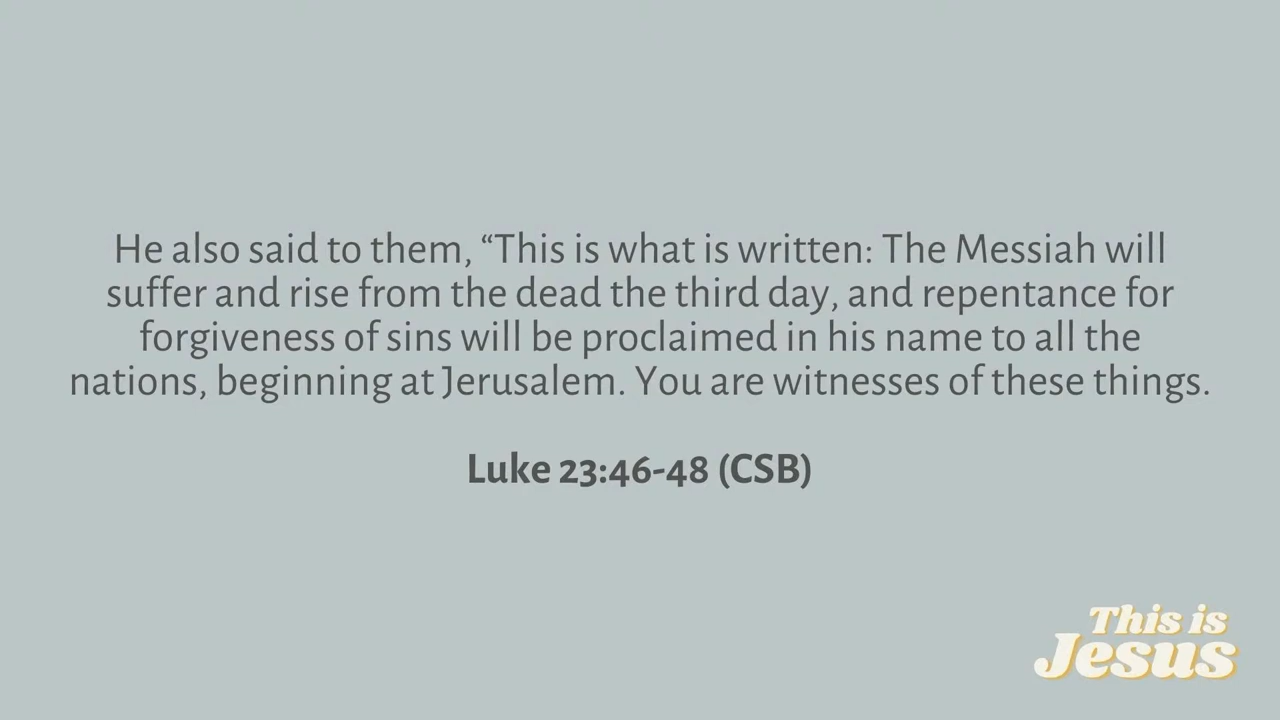 He also said to them, “This is what is written: The Messiah will
suffer and rise from the dead the third day, and repentance for
forgiveness of sins will be proclaimed in his name to all the
nations, beginning at Jerusalem. You are witnesses of these things.
Luke 23:46-48 (CSB)
This is
Jesus